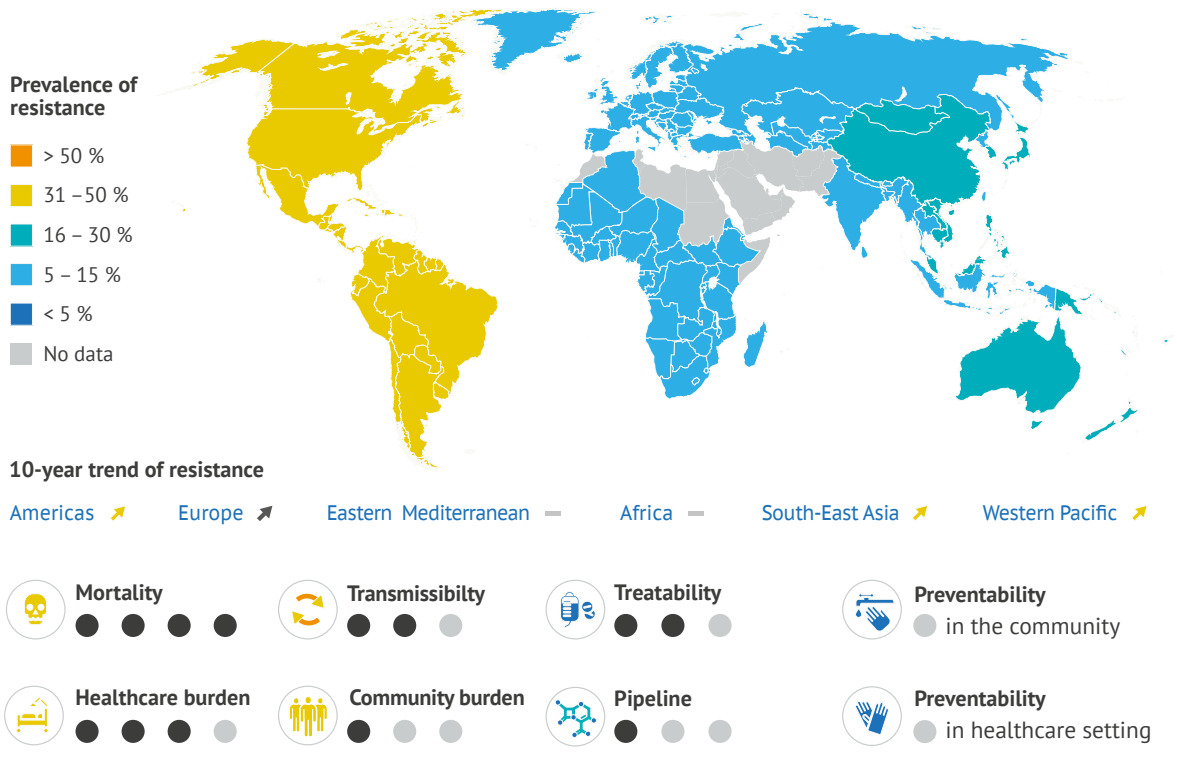 Prevalence of
resistance
> 50 %
31 –50 %
16 – 30 %
5 – 15 %
< 5 %
No data
10-year trend of resistance
Americas
Europe
Eastern Mediterranean
Africa
South-East Asia
Western Pacific
Mortality
Transmissibilty
Treatability
Preventability
in the community
Healthcare burden
Community burden
Pipeline
Preventability
in healthcare setting